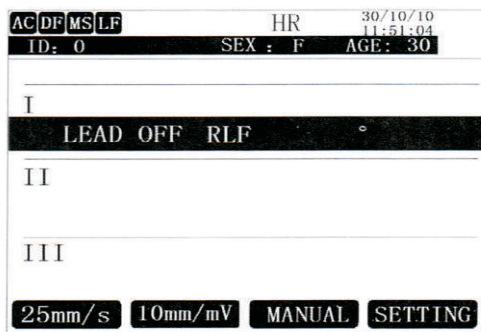 AC DF MS LF HR 30/10/10
11:51:04
ID: 0 SEX : F AGE: 30
I
LEAD OFF RLF °
II
III
25mm/s 10mm/mV MANUAL SETTING